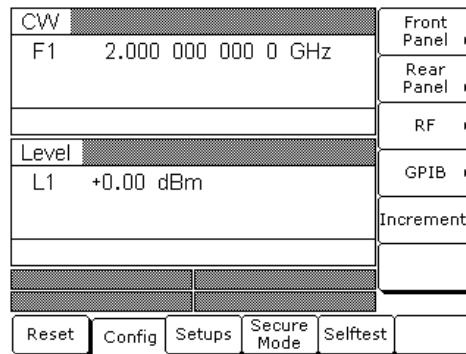 CW
F1 2.000 000 000 0 GHz
Level
L1 +0.00 dBm
Front
Panel
Rear
Panel
RF
GPIB
Increment
Reset
Config
Setups
Secure
Mode
Selftest